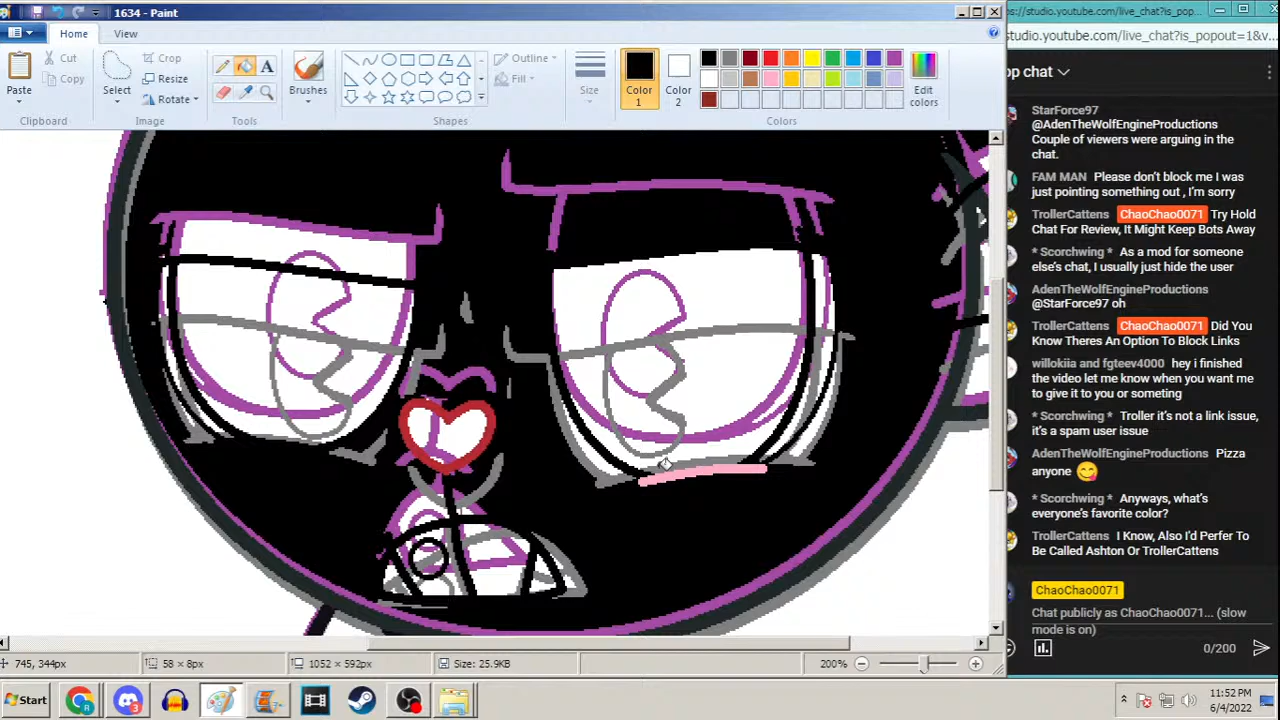 1634 - Paint
ps://studio.youtube.com/live_chat?is_pop...
studio.youtube.com/live_chat?is_popout=1&v...
Home
View
Paste
Cut
Copy
Clipboard
Select
Crop
Resize
Rotate
Image
A
Tools
Brushes
Outline
Fill
Shapes
Size
Color
1
Color
2
Edit
colors
Colors
op chat
StarForce97
@AdenTheWolfEngineProductions
Couple of viewers were arguing in the
chat.
FAM MAN Please don't block me I was
just pointing something out , I'm sorry
TrollerCattens ChaoChao0071 Try Hold
Chat For Review, It Might Keep Bots Away
* Scorchwing * As a mod for someone
else's chat, I usually just hide the user
AdenTheWolfEngineProductions
@StarForce97 oh
TrollerCattens ChaoChao0071 Did You
Know Theres An Option To Block Links
willokiia and fgteev4000 hey i finished
the video let me know when you want me
to give it to you or someting
* Scorchwing * Troller it's not a link issue,
it's a spam user issue
AdenTheWolfEngineProductions Pizza
anyone 😋
* Scorchwing * Anyways, what's
everyone's favorite color?
TrollerCattens I Know, Also I'd Perfer To
Be Called Ashton Or TrollerCattens
ChaoChao0071
Chat publicly as ChaoChao0071... (slow
mode is on)
0/200
745, 344px
58 × 8px
1052 × 592px
Size: 25.9KB
200%
Start
3
11:52 PM
6/4/2022